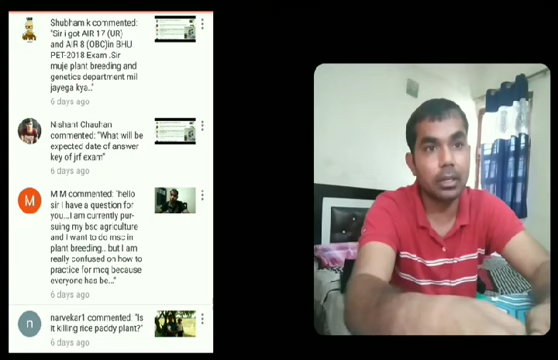 Shubham k commented:
"Sir i got AIR 17 (UR)
and AIR 8 (OBC)in BHU
PET-2018 Exam .Sir
muje plant breeding and
genetics department mil
jayega kya.."
6 days ago
Nishant Chauhan
commented: "What will be
expected date of answer
key of jrf exam"
6 days ago
M
M M commented: "hello
sir I have a question for
you...I am currently pur-
suing my bsc agriculture
and I want to do msc in
plant breeding.. but I am
really confused on how to
practice for mcq because
everyone has be..."
6 days ago
n
narvekar1 commented: "Is
it killing rice paddy plant?"
6 days ago